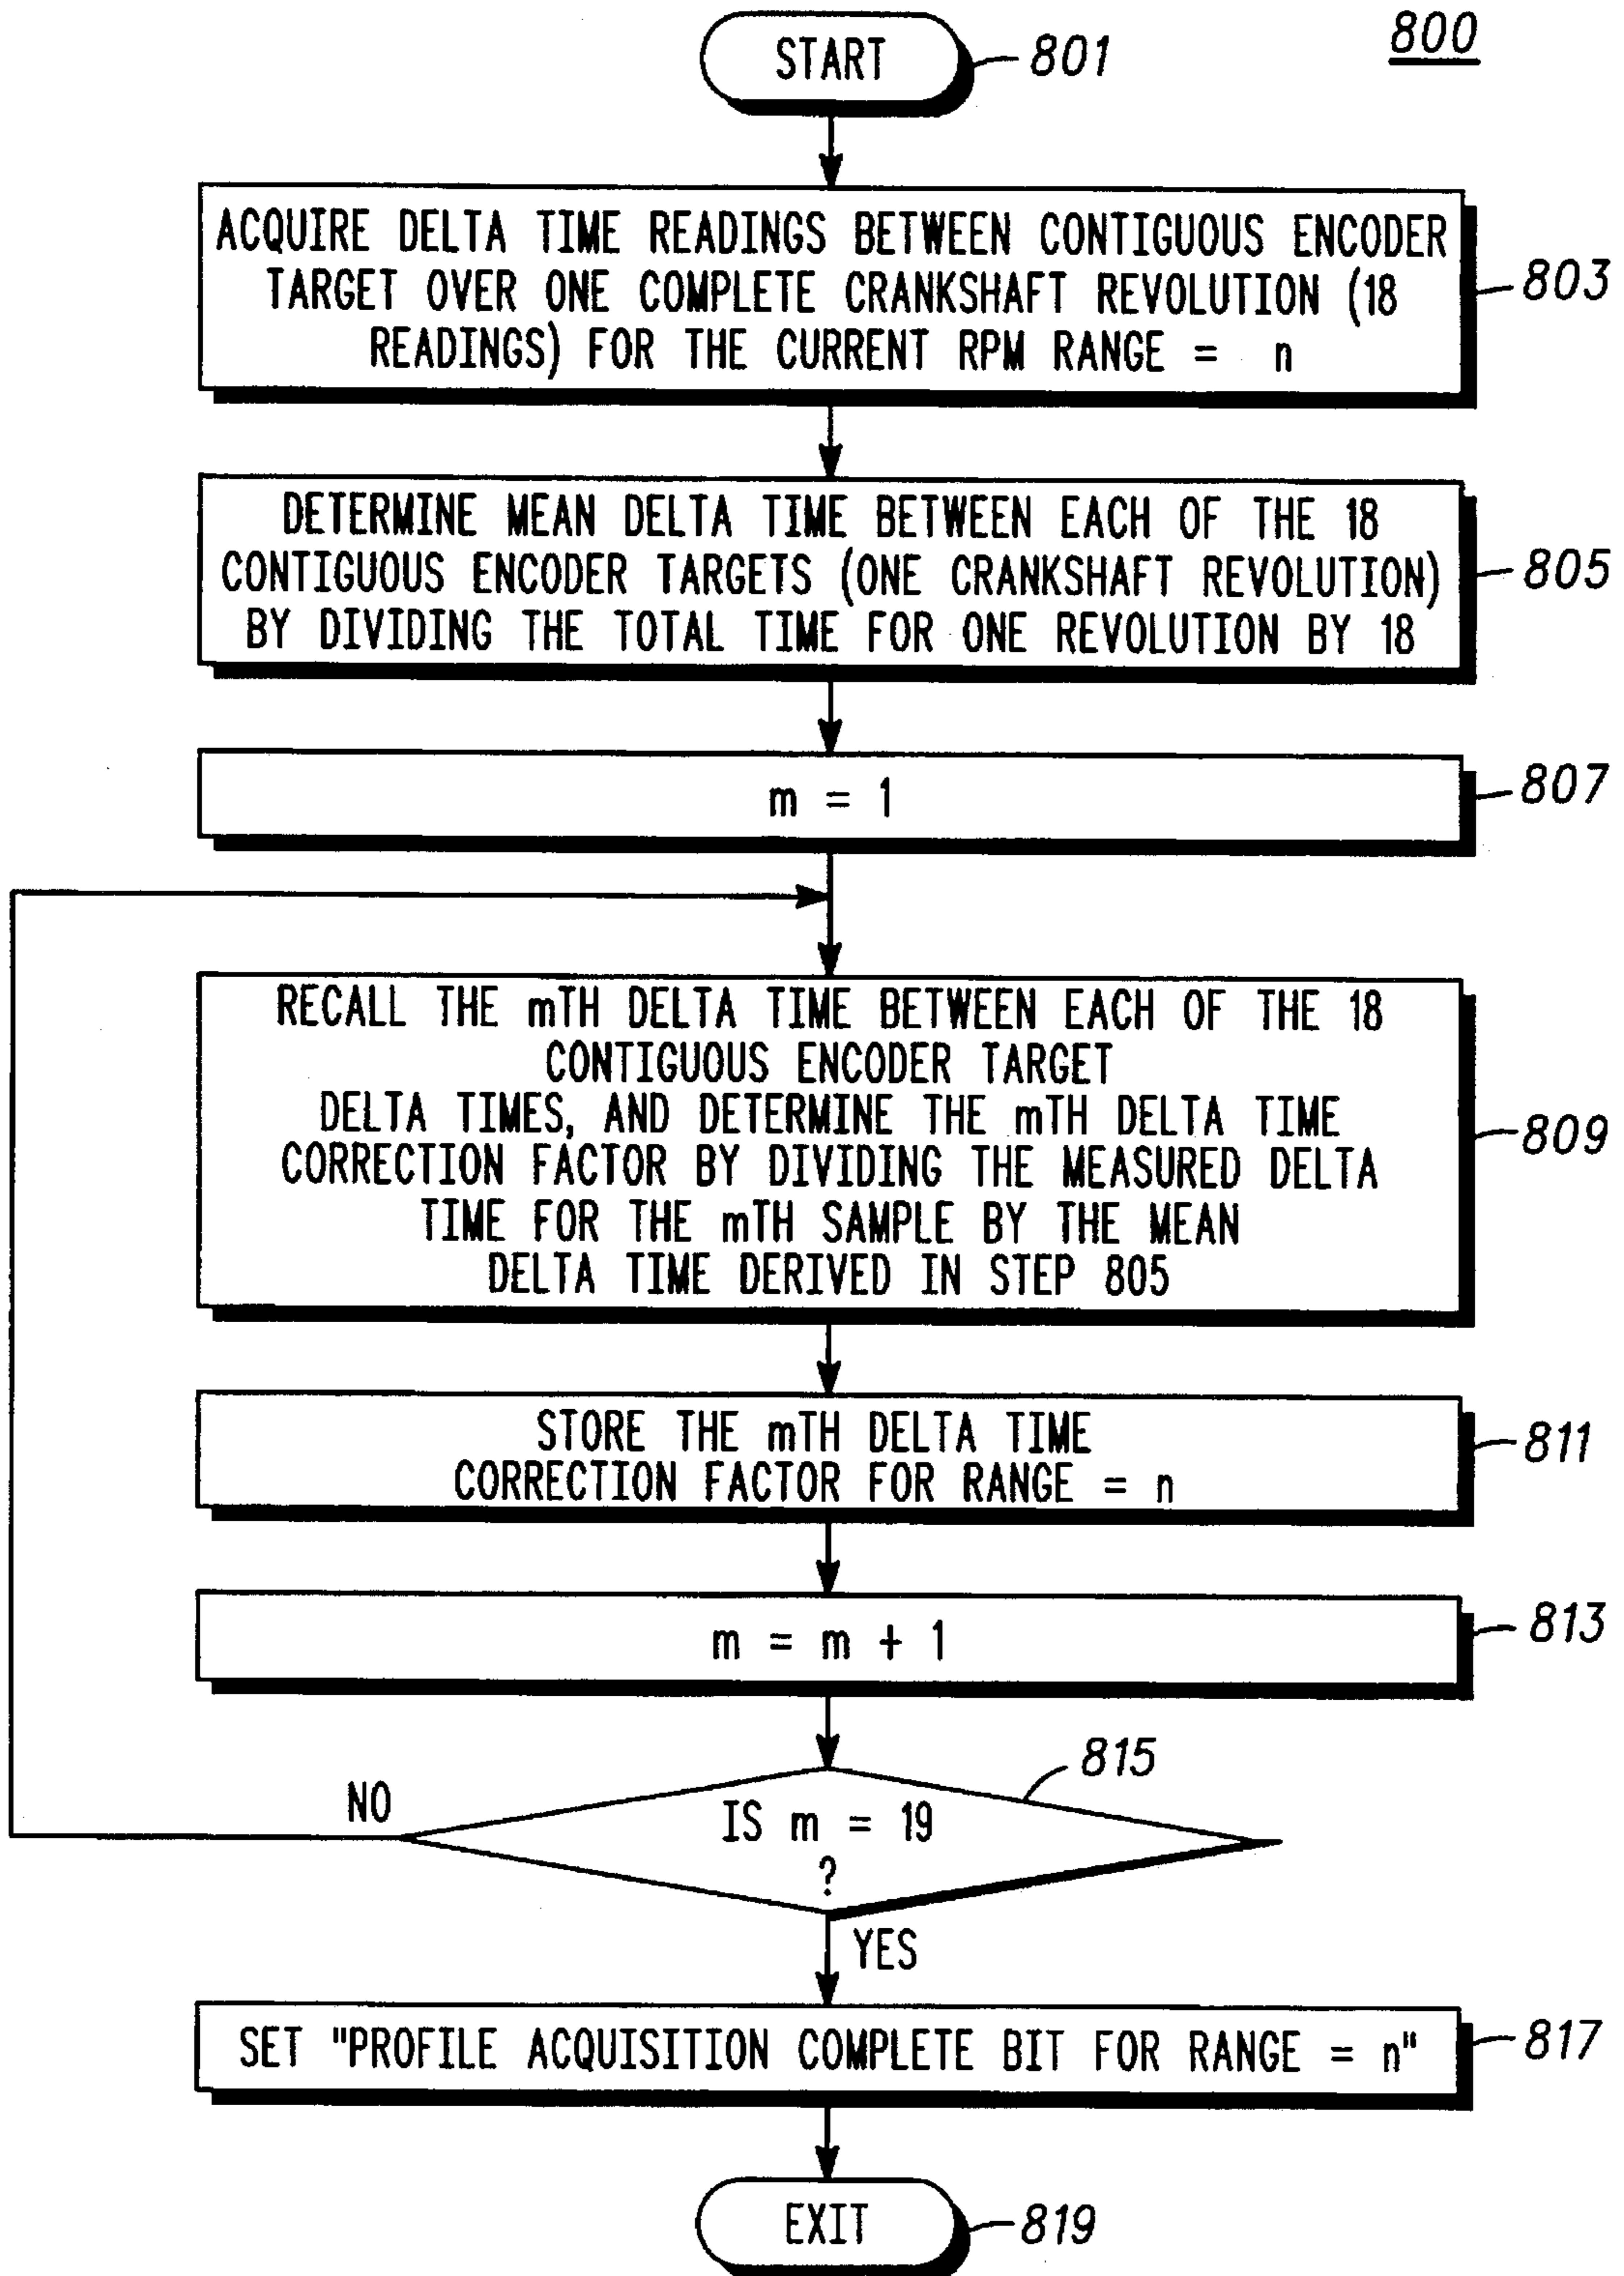 800
START
801
ACQUIRE DELTA TIME READINGS BETWEEN CONTIGUOUS ENCODER
TARGET OVER ONE COMPLETE CRANKSHAFT REVOLUTION (18
READINGS) FOR THE CURRENT RPM RANGE = n
803
DETERMINE MEAN DELTA TIME BETWEEN EACH OF THE 18
CONTIGUOUS ENCODER TARGETS (ONE CRANKSHAFT REVOLUTION)
BY DIVIDING THE TOTAL TIME FOR ONE REVOLUTION BY 18
805
m = 1
807
RECALL THE mTH DELTA TIME BETWEEN EACH OF THE 18
CONTIGUOUS ENCODER TARGET
DELTA TIMES, AND DETERMINE THE mTH DELTA TIME
CORRECTION FACTOR BY DIVIDING THE MEASURED DELTA
TIME FOR THE mTH SAMPLE BY THE MEAN
DELTA TIME DERIVED IN STEP 805
809
STORE THE mTH DELTA TIME
CORRECTION FACTOR FOR RANGE = n
811
m = m + 1
813
815
NO
IS m = 19
?
YES
SET "PROFILE ACQUISITION COMPLETE BIT FOR RANGE = n"
817
EXIT
819